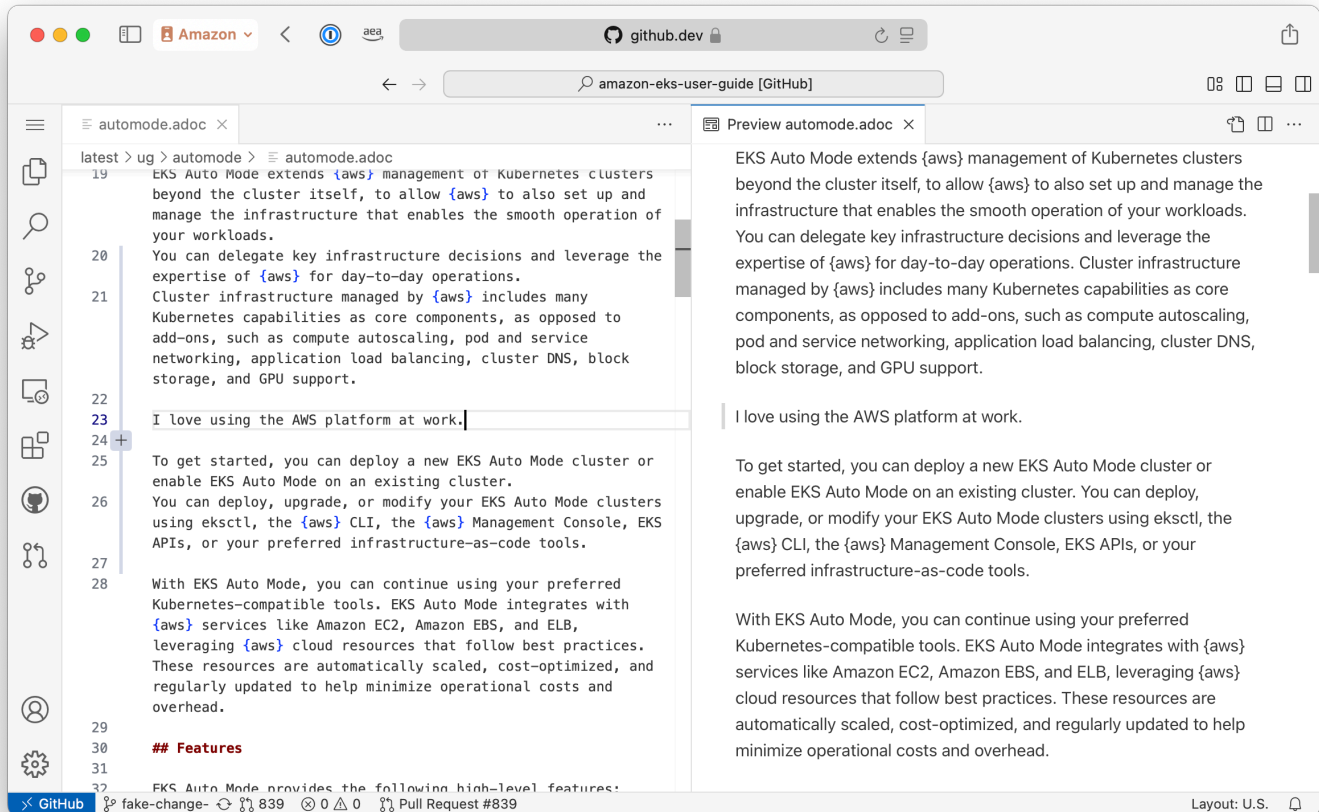 Amazon
aea
github.dev
amazon-eks-user-guide [GitHub]
automode.adoc
latest > ug > automode > automode.adoc
19 EKS Auto Mode extends {aws} management of Kubernetes clusters
beyond the cluster itself, to allow {aws} to also set up and
manage the infrastructure that enables the smooth operation of
your workloads.
20 You can delegate key infrastructure decisions and leverage the
expertise of {aws} for day-to-day operations.
21 Cluster infrastructure managed by {aws} includes many
Kubernetes capabilities as core components, as opposed to
add-ons, such as compute autoscaling, pod and service
networking, application load balancing, cluster DNS, block
storage, and GPU support.
22
23 I love using the AWS platform at work.
24 +
25 To get started, you can deploy a new EKS Auto Mode cluster or
enable EKS Auto Mode on an existing cluster.
26 You can deploy, upgrade, or modify your EKS Auto Mode clusters
using eksctl, the {aws} CLI, the {aws} Management Console, EKS
APIs, or your preferred infrastructure-as-code tools.
27
28 With EKS Auto Mode, you can continue using your preferred
Kubernetes-compatible tools. EKS Auto Mode integrates with
{aws} services like Amazon EC2, Amazon EBS, and ELB,
leveraging {aws} cloud resources that follow best practices.
These resources are automatically scaled, cost-optimized, and
regularly updated to help minimize operational costs and
overhead.
29
30 ## Features
31
32 EKS Auto Mode provides the following high-level features:
Preview automode.adoc
EKS Auto Mode extends {aws} management of Kubernetes clusters
beyond the cluster itself, to allow {aws} to also set up and manage the
infrastructure that enables the smooth operation of your workloads.
You can delegate key infrastructure decisions and leverage the
expertise of {aws} for day-to-day operations. Cluster infrastructure
managed by {aws} includes many Kubernetes capabilities as core
components, as opposed to add-ons, such as compute autoscaling,
pod and service networking, application load balancing, cluster DNS,
block storage, and GPU support.
I love using the AWS platform at work.
To get started, you can deploy a new EKS Auto Mode cluster or
enable EKS Auto Mode on an existing cluster. You can deploy,
upgrade, or modify your EKS Auto Mode clusters using eksctl, the
{aws} CLI, the {aws} Management Console, EKS APIs, or your
preferred infrastructure-as-code tools.
With EKS Auto Mode, you can continue using your preferred
Kubernetes-compatible tools. EKS Auto Mode integrates with {aws}
services like Amazon EC2, Amazon EBS, and ELB, leveraging {aws}
cloud resources that follow best practices. These resources are
automatically scaled, cost-optimized, and regularly updated to help
minimize operational costs and overhead.
GitHub fake-change- 839 0 0 Pull Request #839 Layout: U.S.